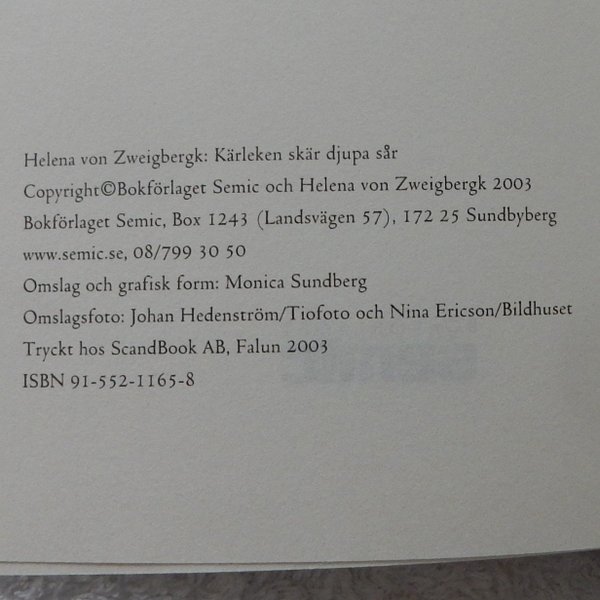 Helena von Zweigbergk: Kärleken skär djupa sår
Copyright©Bokförlaget Semic och Helena von Zweigbergk 2003
Bokförlaget Semic, Box 1243 (Landsvägen 57), 172 25 Sundbyberg
www.semic.se, 08/799 30 50
Omslag och grafisk form: Monica Sundberg
Omslagsfoto: Johan Hedenström/Tiofoto och Nina Ericson/Bildhuset
Tryckt hos ScandBook AB, Falun 2003
ISBN 91-552-1165-8